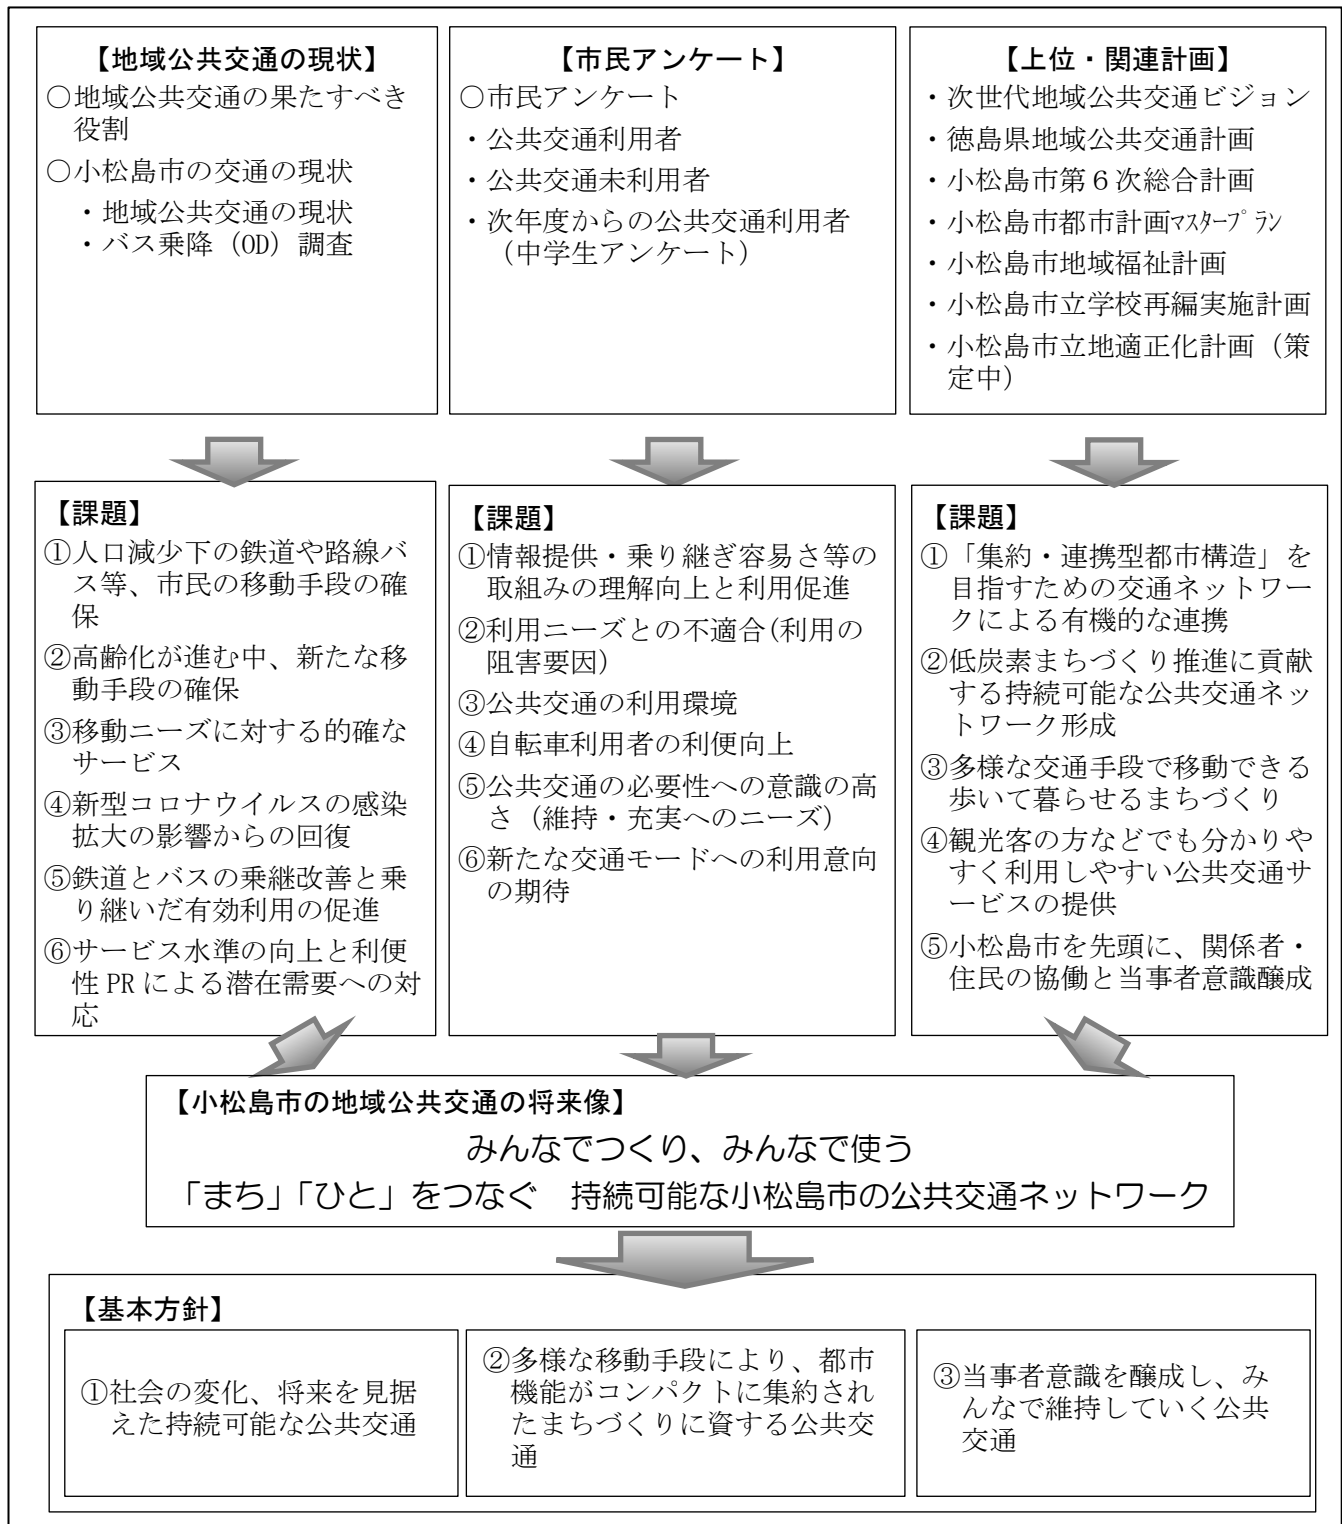 【地域公共交通の現状】
○地域公共交通の果たすべき
役割
○小松島市の交通の現状
・地域公共交通の現状
・バス乗降（OD）調査
【市民アンケート】
○市民アンケート
・公共交通利用者
・公共交通未利用者
・次年度からの公共交通利用者
（中学生アンケート）
【上位・関連計画】
・次世代地域公共交通ビジョン
・徳島県地域公共交通計画
・小松島市第６次総合計画
・小松島市都市計画ﾏｽﾀｰﾌﾟﾗﾝ
・小松島市地域福祉計画
・小松島市立学校再編実施計画
・小松島市立地適正化計画（策
定中）
【課題】
①人口減少下の鉄道や路線バ
ス等、市民の移動手段の確
保
②高齢化が進む中、新たな移
動手段の確保
③移動ニーズに対する的確な
サービス
④新型コロナウイルスの感染
拡大の影響からの回復
⑤鉄道とバスの乗継改善と乗
り継いだ有効利用の促進
⑥サービス水準の向上と利便
性 PR による潜在需要への対
応
【課題】
①情報提供・乗り継ぎ容易さ等の
取組みの理解向上と利用促進
②利用ニーズとの不適合(利用の
阻害要因)
③公共交通の利用環境
④自転車利用者の利便向上
⑤公共交通の必要性への意識の高
さ（維持・充実へのニーズ）
⑥新たな交通モードへの利用意向
の期待
【課題】
①「集約・連携型都市構造」を
目指すための交通ネットワー
クによる有機的な連携
②低炭素まちづくり推進に貢献
する持続可能な公共交通ネッ
トワーク形成
③多様な交通手段で移動できる
歩いて暮らせるまちづくり
④観光客の方などでも分かりや
すく利用しやすい公共交通サ
ービスの提供
⑤小松島市を先頭に、関係者・
住民の協働と当事者意識醸成
【小松島市の地域公共交通の将来像】
みんなでつくり、みんなで使う
「まち」「ひと」をつなぐ　持続可能な小松島市の公共交通ネットワーク
【基本方針】
①社会の変化、将来を見据
えた持続可能な公共交通
②多様な移動手段により、都市
機能がコンパクトに集約され
たまちづくりに資する公共交
通
③当事者意識を醸成し、み
んなで維持していく公共
交通